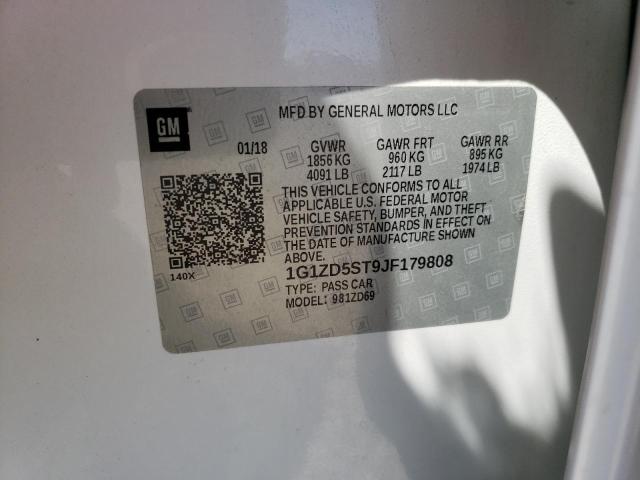 GM
MFD BY GENERAL MOTORS LLC
01/18 GVWR GAWR FRT GAWR RR
1856 KG 960 KG 895 KG
4091 LB 2117 LB 1974 LB
THIS VEHICLE CONFORMS TO ALL
APPLICABLE U.S. FEDERAL MOTOR
VEHICLE SAFETY, BUMPER, AND THEFT
PREVENTION STANDARDS IN EFFECT ON
THE DATE OF MANUFACTURE SHOWN
ABOVE.
140X
1G1ZD5ST9JF179808
TYPE: PASS CAR
MODEL: 981ZD69